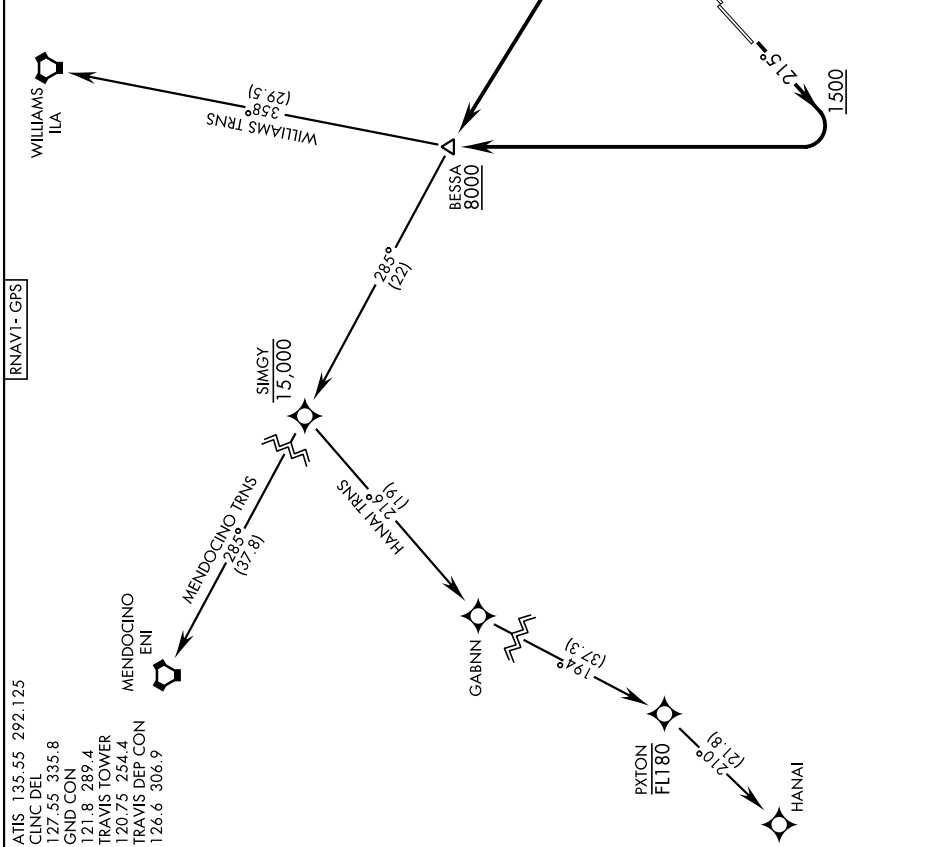 ATIS 135.55 292.125
CLNC DEL
127.55 335.8
GND CON
121.8 289.4
TRAVIS TOWER
120.75 254.4
TRAVIS DEP CON
126.6 306.9
RNAV1- GPS
WILLIAMS
ILA
WILLIAMS TRNS
358°
(29.5)
BESSA
8000
215°
1500
285°
(22)
SIMGY
15,000
MENDOCINO TRNS
285°
(37.8)
MENDOCINO
ENI
HANAI TRNS
216°
(19)
GABNN
194°
(37.3)
PXTON
FL180
210°
(21.8)
HANAI